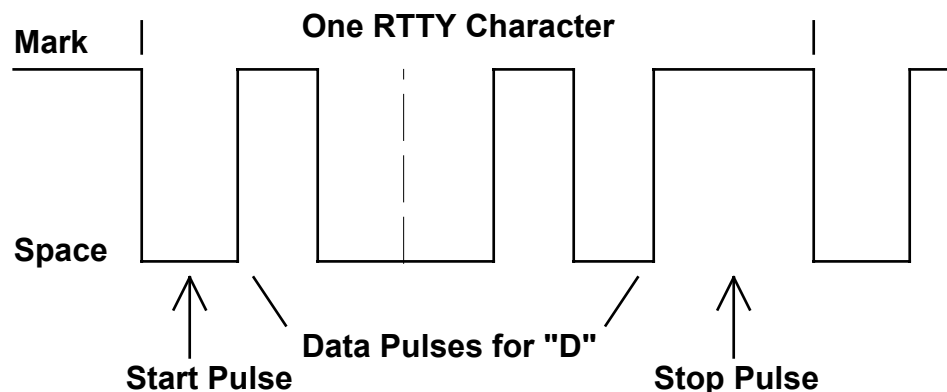 One RTTY Character
Mark
Space
Data Pulses for "D"
Start Pulse
Stop Pulse